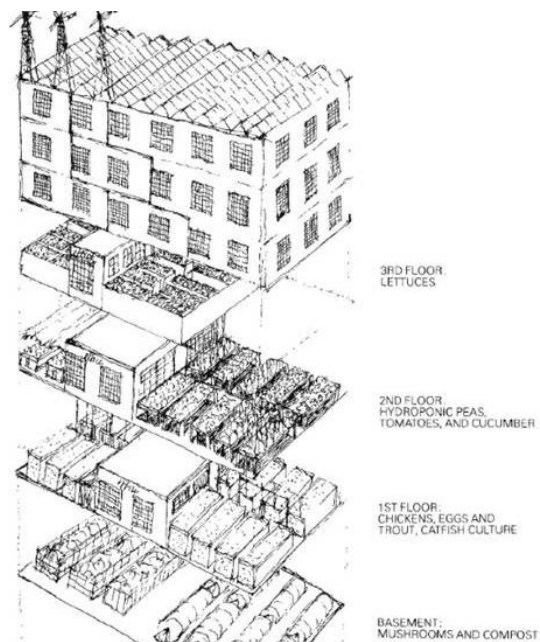 3RD FLOOR:
LETTUCES
2ND FLOOR:
HYDROPONIC PEAS,
TOMATOES, AND CUCUMBER
1ST FLOOR:
CHICKENS, EGGS AND
TROUT, CATFISH CULTURE
BASEMENT:
MUSHROOMS AND COMPOST